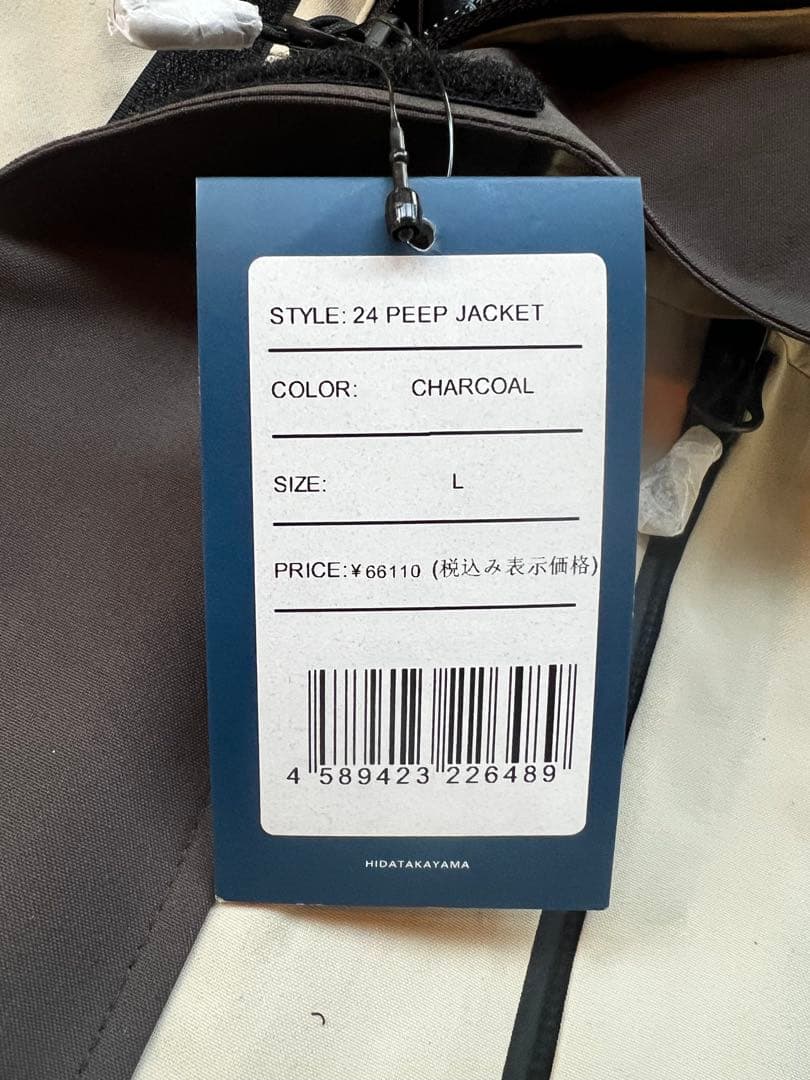 STYLE: 24 PEEP JACKET
COLOR: CHARCOAL
SIZE: L
PRICE:¥66110 (税込み表示価格)
4 589423 226489
HIDATAKAYAMA